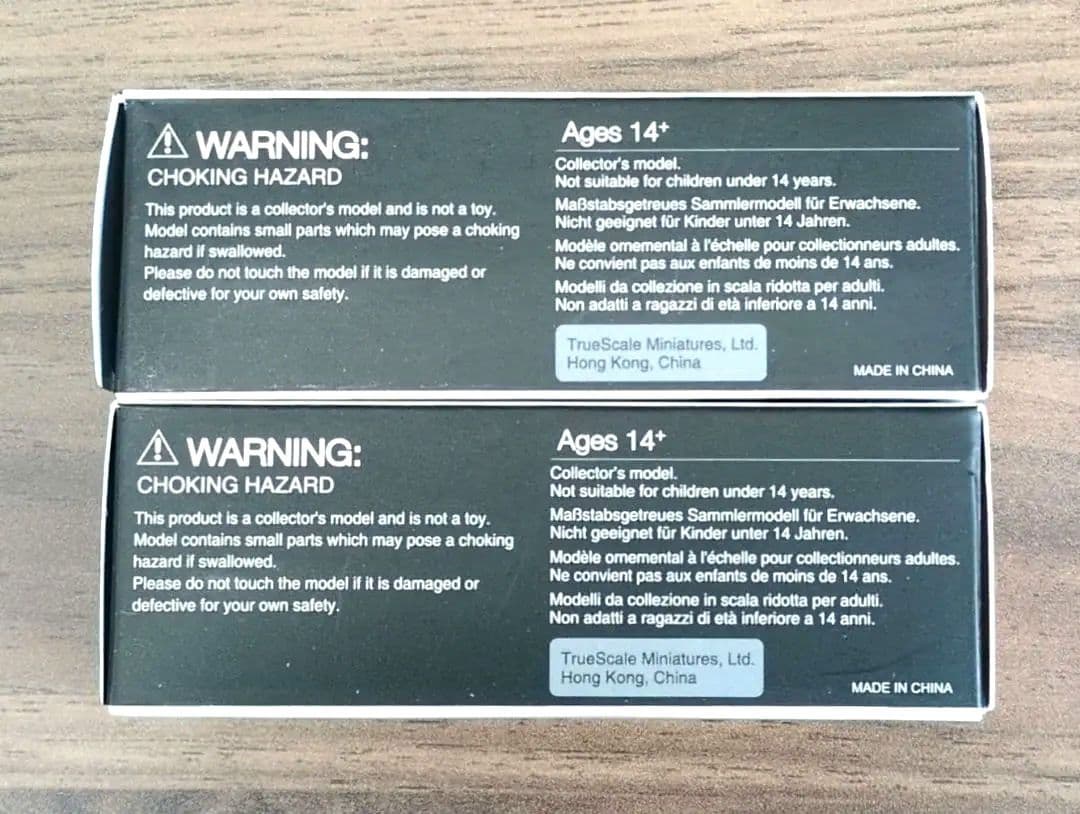 WARNING:
CHOKING HAZARD
This product is a collector's model and is not a toy.
Model contains small parts which may pose a choking
hazard if swallowed.
Please do not touch the model if it is damaged or
defective for your own safety.
Ages 14+
Collector's model.
Not suitable for children under 14 years.
Maßstabsgetreues Sammlermodell für Erwachsene.
Nicht geeignet für Kinder unter 14 Jahren.
Modèle ornemental à l'échelle pour collectionneurs adultes.
Ne convient pas aux enfants de moins de 14 ans.
Modelli da collezione in scala ridotta per adulti.
Non adatti a ragazzi di età inferiore a 14 anni.
TrueScale Miniatures, Ltd.
Hong Kong, China
MADE IN CHINA
WARNING:
CHOKING HAZARD
This product is a collector's model and is not a toy.
Model contains small parts which may pose a choking
hazard if swallowed.
Please do not touch the model if it is damaged or
defective for your own safety.
Ages 14+
Collector's model.
Not suitable for children under 14 years.
Maßstabsgetreues Sammlermodell für Erwachsene.
Nicht geeignet für Kinder unter 14 Jahren.
Modèle ornemental à l'échelle pour collectionneurs adultes.
Ne convient pas aux enfants de moins de 14 ans.
Modelli da collezione in scala ridotta per adulti.
Non adatti a ragazzi di età inferiore a 14 anni.
TrueScale Miniatures, Ltd.
Hong Kong, China
MADE IN CHINA